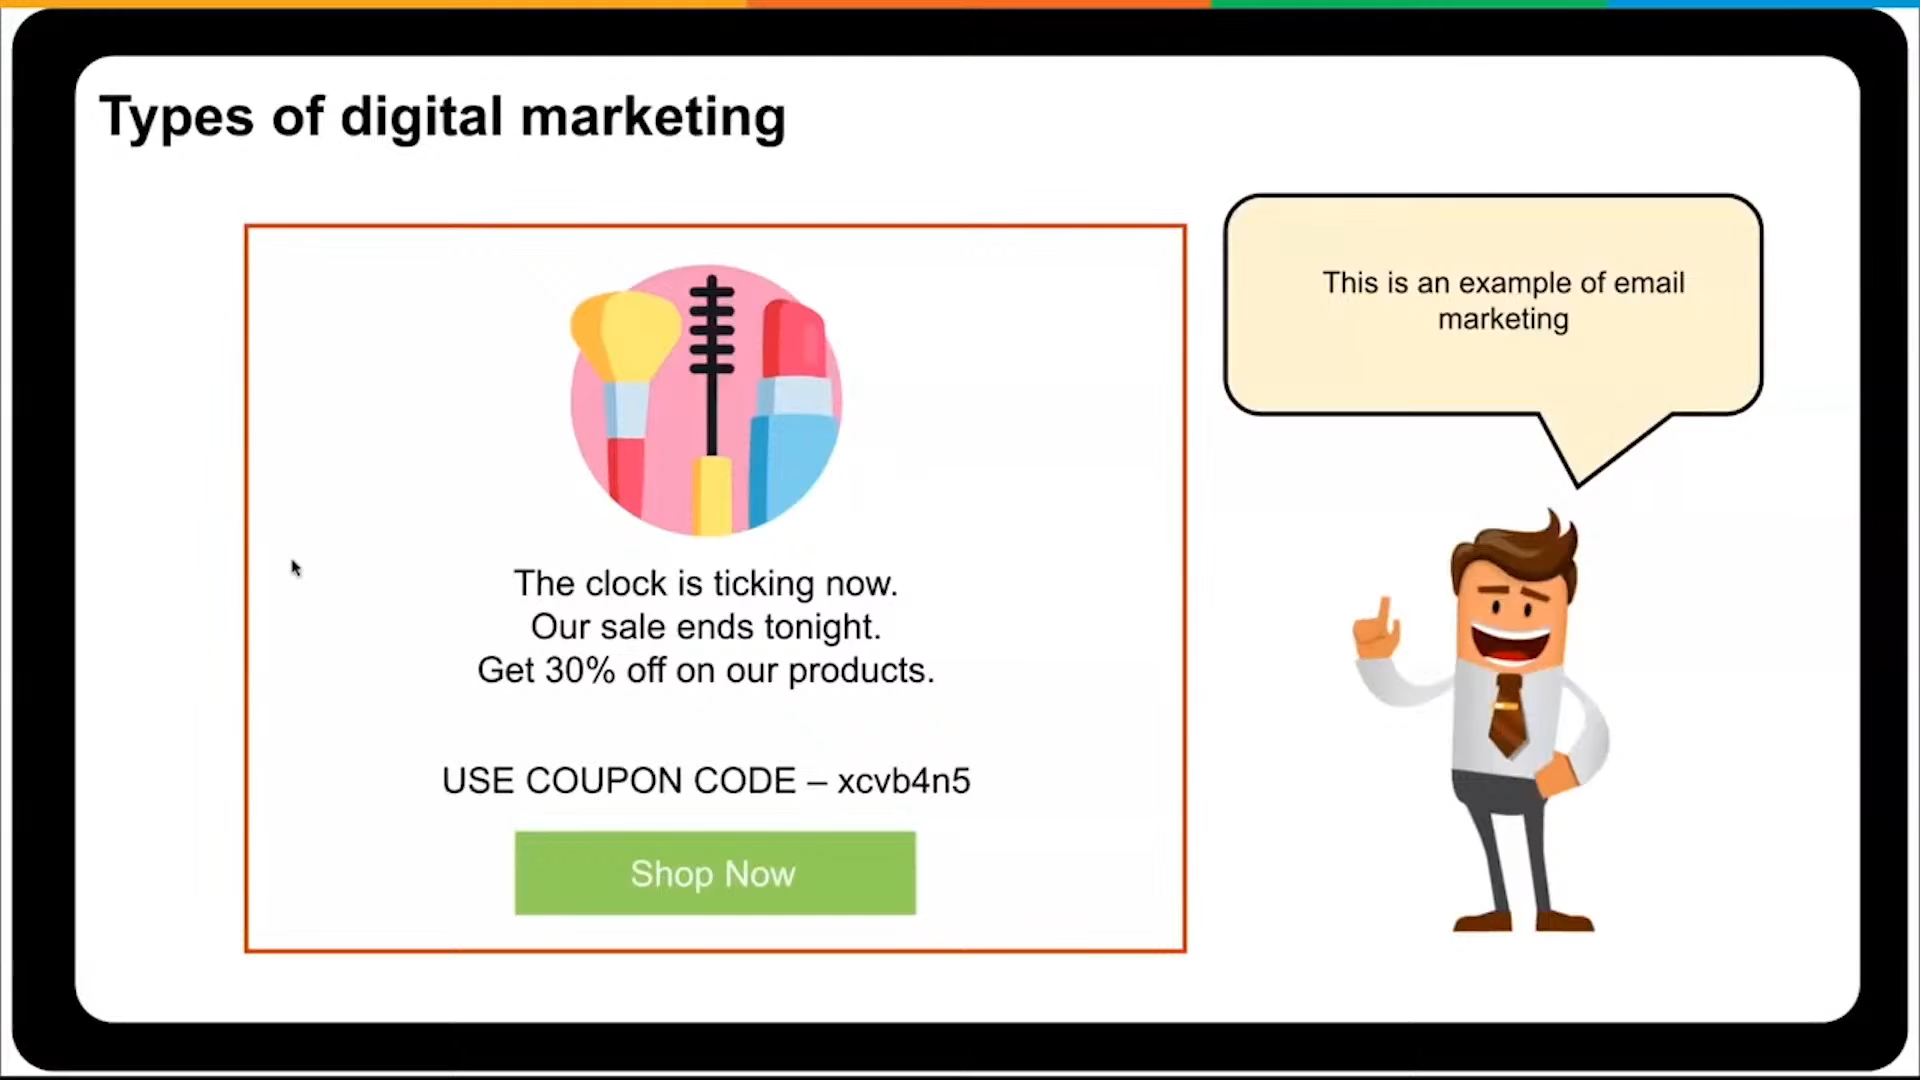 Types of digital marketing
This is an example of email
marketing
The clock is ticking now.
Our sale ends tonight.
Get 30% off on our products.
USE COUPON CODE – xcvb4n5
Shop Now